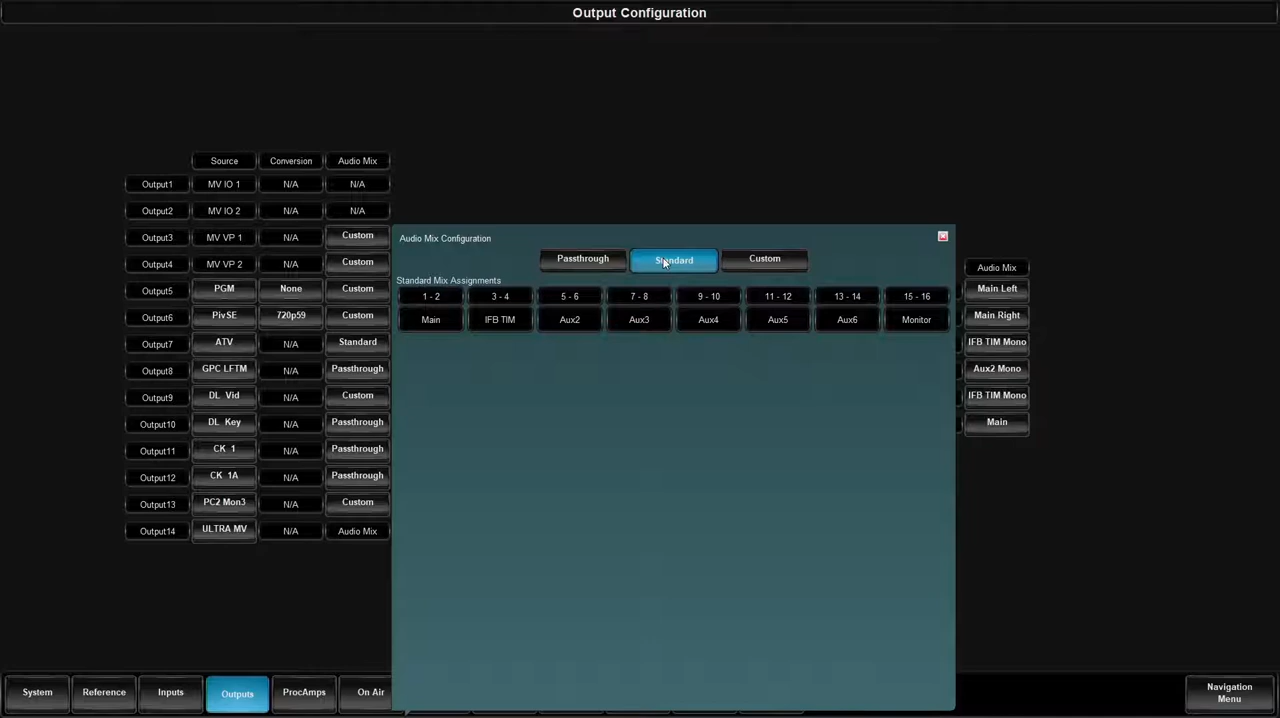 Output Configuration
Source Conversion Audio Mix
Output1 MV IO 1 N/A N/A
Output2 MV IO 2 N/A N/A
Output3 MV VP 1 N/A Custom
Output4 MV VP 2 N/A Custom
Output5 PGM None Custom
Output6 PivSE 720p59 Custom
Output7 ATV N/A Standard
Output8 GPC LFTM N/A Passthrough
Output9 DL Vid N/A Custom
Output10 DL Key N/A Passthrough
Output11 CK 1 N/A Passthrough
Output12 CK 1A N/A Passthrough
Output13 PC2 Mon3 N/A Custom
Output14 ULTRA MV N/A Audio Mix
Audio Mix Configuration
Passthrough Standard Custom
Standard Mix Assignments
1 - 2 3 - 4 5 - 6 7 - 8 9 - 10 11 - 12 13 - 14 15 - 16
Main IFB TIM Aux2 Aux3 Aux4 Aux5 Aux6 Monitor
Audio Mix
Main Left
Main Right
IFB TIM Mono
Aux2 Mono
IFB TIM Mono
Main
System Reference Inputs Outputs ProcAmps On Air
Navigation
Menu